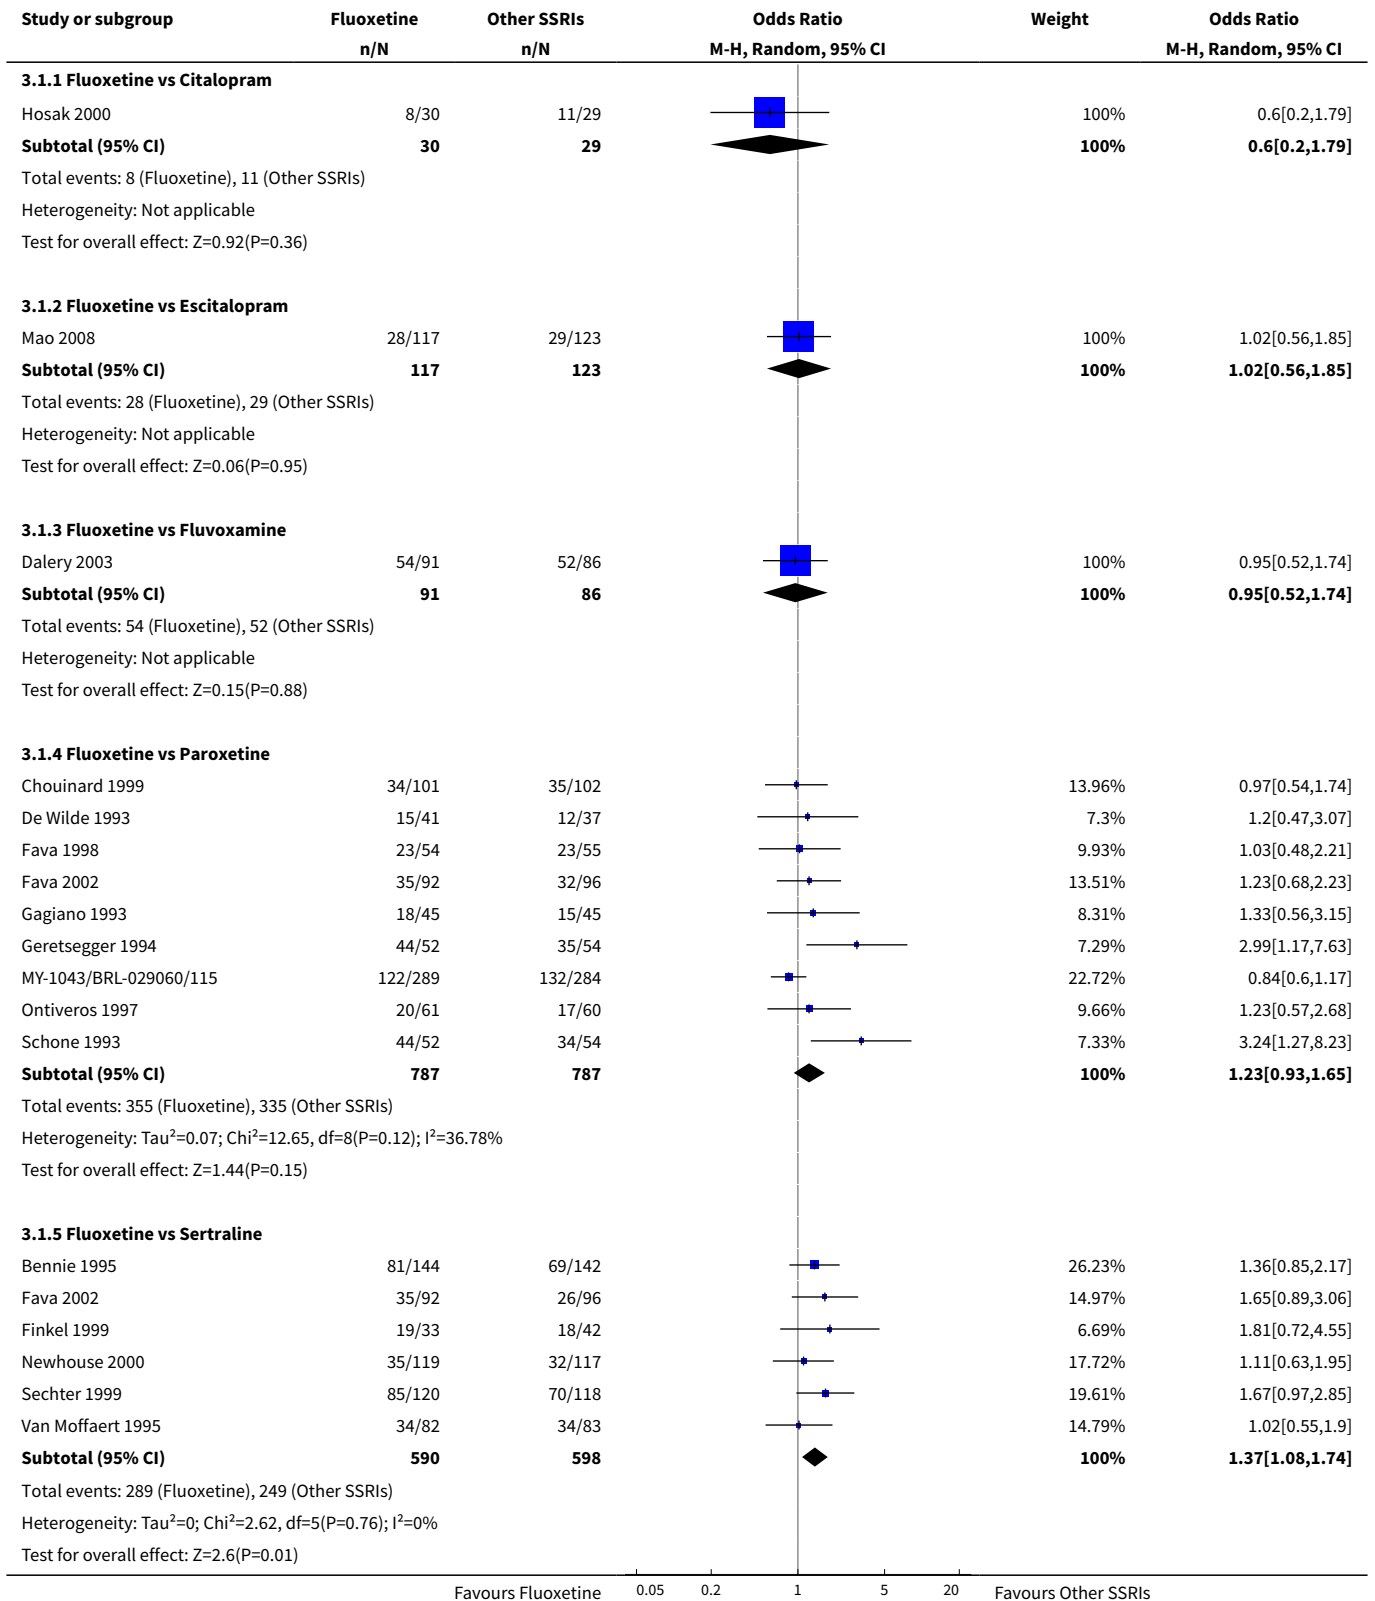 Study or subgroup Fluoxetine Other SSRIs Odds Ratio Weight Odds Ratio
n/N n/N M-H, Random, 95% CI M-H, Random, 95% CI
3.1.1 Fluoxetine vs Citalopram
Hosak 2000 8/30 11/29 100% 0.6[0.2,1.79]
Subtotal (95% CI) 30 29 100% 0.6[0.2,1.79]
Total events: 8 (Fluoxetine), 11 (Other SSRIs)
Heterogeneity: Not applicable
Test for overall effect: Z=0.92(P=0.36)
3.1.2 Fluoxetine vs Escitalopram
Mao 2008 28/117 29/123 100% 1.02[0.56,1.85]
Subtotal (95% CI) 117 123 100% 1.02[0.56,1.85]
Total events: 28 (Fluoxetine), 29 (Other SSRIs)
Heterogeneity: Not applicable
Test for overall effect: Z=0.06(P=0.95)
3.1.3 Fluoxetine vs Fluvoxamine
Dalery 2003 54/91 52/86 100% 0.95[0.52,1.74]
Subtotal (95% CI) 91 86 100% 0.95[0.52,1.74]
Total events: 54 (Fluoxetine), 52 (Other SSRIs)
Heterogeneity: Not applicable
Test for overall effect: Z=0.15(P=0.88)
3.1.4 Fluoxetine vs Paroxetine
Chouinard 1999 34/101 35/102 13.96% 0.97[0.54,1.74]
De Wilde 1993 15/41 12/37 7.3% 1.2[0.47,3.07]
Fava 1998 23/54 23/55 9.93% 1.03[0.48,2.21]
Fava 2002 35/92 32/96 13.51% 1.23[0.68,2.23]
Gagiano 1993 18/45 15/45 8.31% 1.33[0.56,3.15]
Geretsegger 1994 44/52 35/54 7.29% 2.99[1.17,7.63]
MY-1043/BRL-029060/115 122/289 132/284 22.72% 0.84[0.6,1.17]
Ontiveros 1997 20/61 17/60 9.66% 1.23[0.57,2.68]
Schone 1993 44/52 34/54 7.33% 3.24[1.27,8.23]
Subtotal (95% CI) 787 787 100% 1.23[0.93,1.65]
Total events: 355 (Fluoxetine), 335 (Other SSRIs)
Heterogeneity: Tau²=0.07; Chi²=12.65, df=8(P=0.12); I²=36.78%
Test for overall effect: Z=1.44(P=0.15)
3.1.5 Fluoxetine vs Sertraline
Bennie 1995 81/144 69/142 26.23% 1.36[0.85,2.17]
Fava 2002 35/92 26/96 14.97% 1.65[0.89,3.06]
Finkel 1999 19/33 18/42 6.69% 1.81[0.72,4.55]
Newhouse 2000 35/119 32/117 17.72% 1.11[0.63,1.95]
Sechter 1999 85/120 70/118 19.61% 1.67[0.97,2.85]
Van Moffaert 1995 34/82 34/83 14.79% 1.02[0.55,1.9]
Subtotal (95% CI) 590 598 100% 1.37[1.08,1.74]
Total events: 289 (Fluoxetine), 249 (Other SSRIs)
Heterogeneity: Tau²=0; Chi²=2.62, df=5(P=0.76); I²=0%
Test for overall effect: Z=2.6(P=0.01)
Favours Fluoxetine 0.05 0.2 1 5 20 Favours Other SSRIs